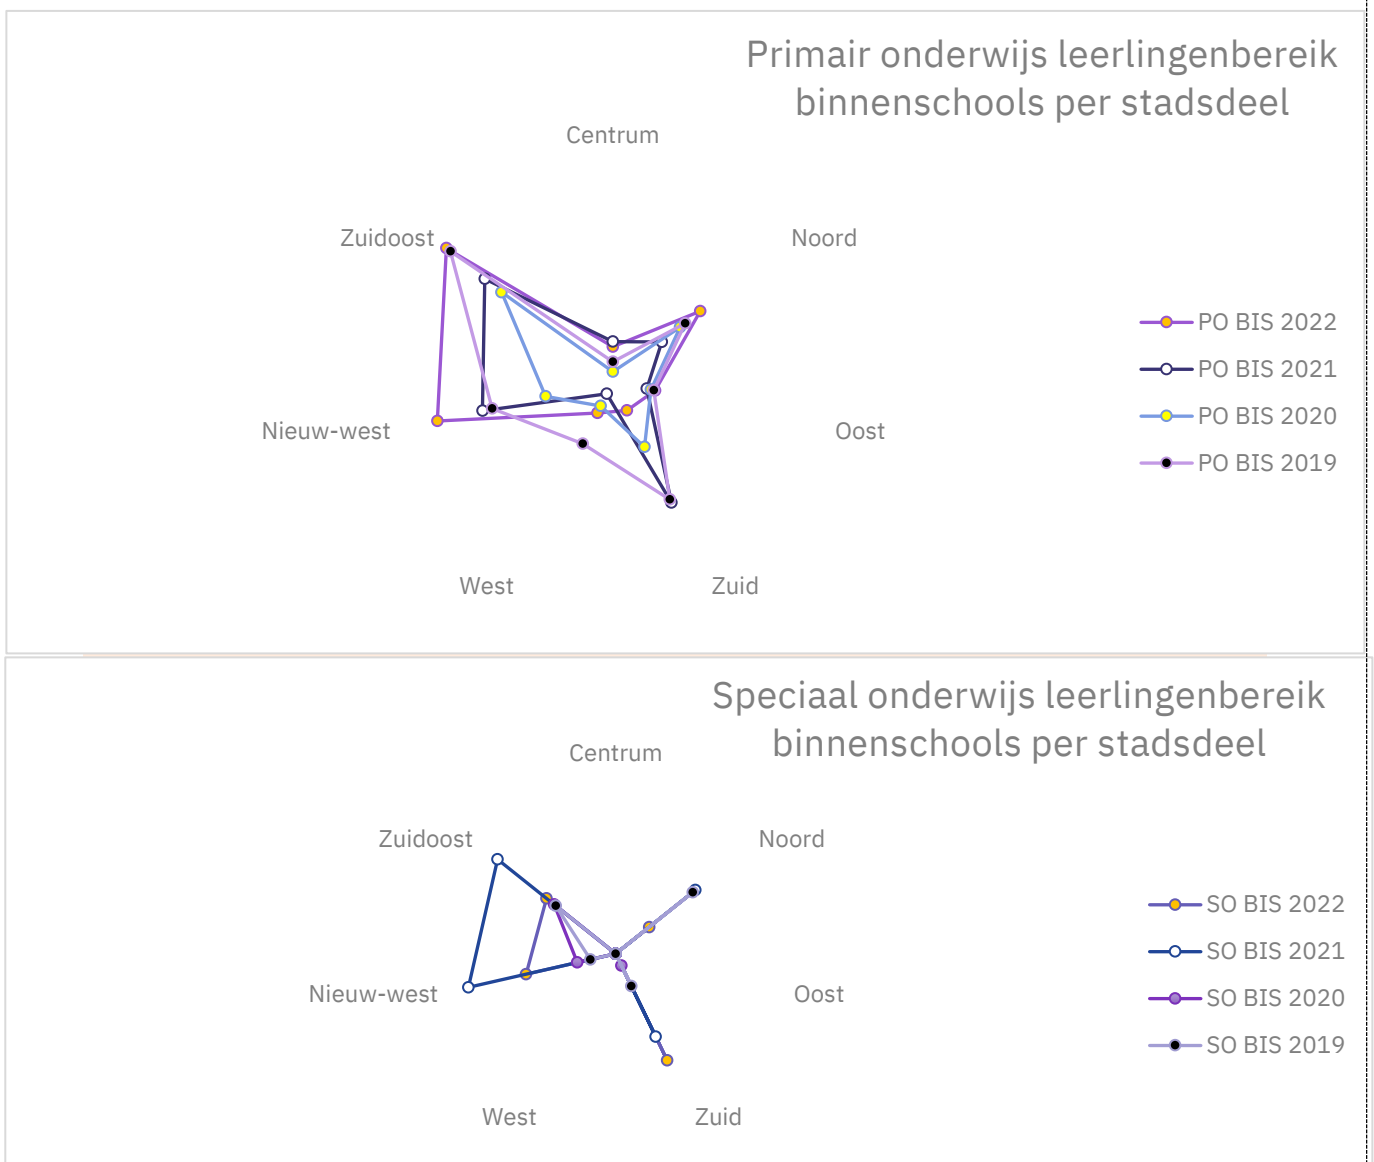 Primair onderwijs leerlingenbereik
binnenschools per stadsdeel
Centrum
Zuidoost
Noord
Nieuw-west
Oost
West
Zuid
PO BIS 2022
PO BIS 2021
PO BIS 2020
PO BIS 2019
Speciaal onderwijs leerlingenbereik
binnenschools per stadsdeel
Centrum
Zuidoost
Noord
Nieuw-west
Oost
West
Zuid
SO BIS 2022
SO BIS 2021
SO BIS 2020
SO BIS 2019